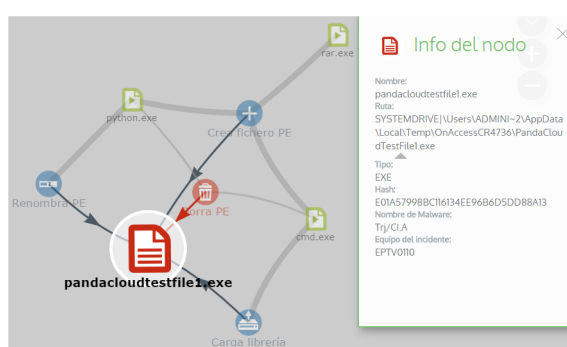 rar.exe
python.exe
Crea fichero PE
Renombra PE
Borra PE
cmd.exe
pandacloudtestfile1.exe
Carga librería
Info del nodo
Nombre:
pandacloudtestfile1.exe
Ruta:
SYSTEMDRIVE|\Users\ADMINI~2\AppData
\Local\Temp\OnAccessCR4736\PandaClou
dTestFile1.exe
Tipo:
EXE
Hash:
E01A57998BC116134EE96B6D5DD88A13
Nombre de Malware:
Trj/CI.A
Equipo del incidente:
EPTV0110